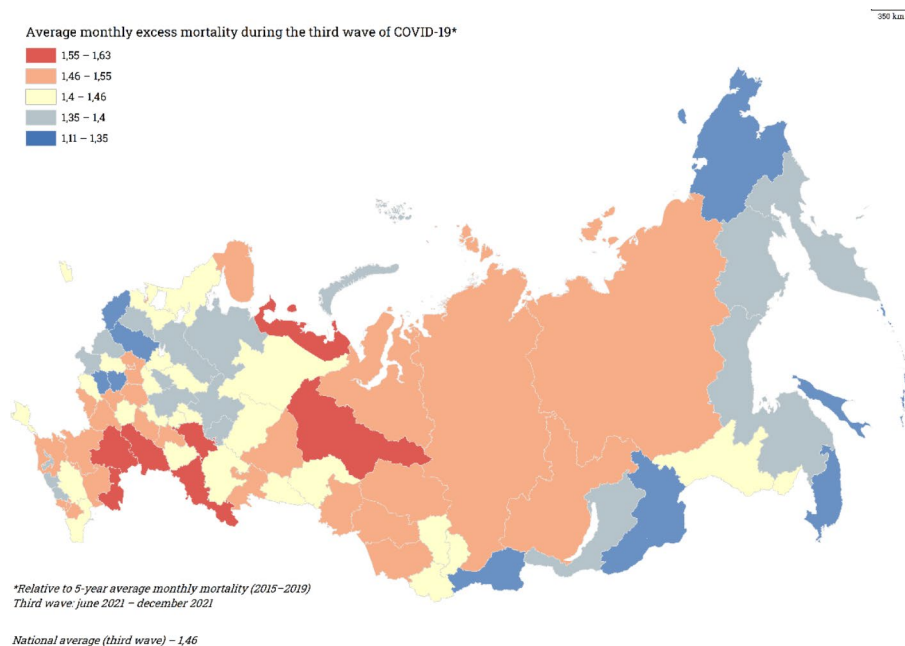 350 km
Average monthly excess mortality during the third wave of COVID-19*
1,55 – 1,63
1,46 – 1,55
1,4 – 1,46
1,35 – 1,4
1,11 – 1,35
*Relative to 5-year average monthly mortality (2015–2019)
Third wave: june 2021 – december 2021
National average (third wave) – 1,46